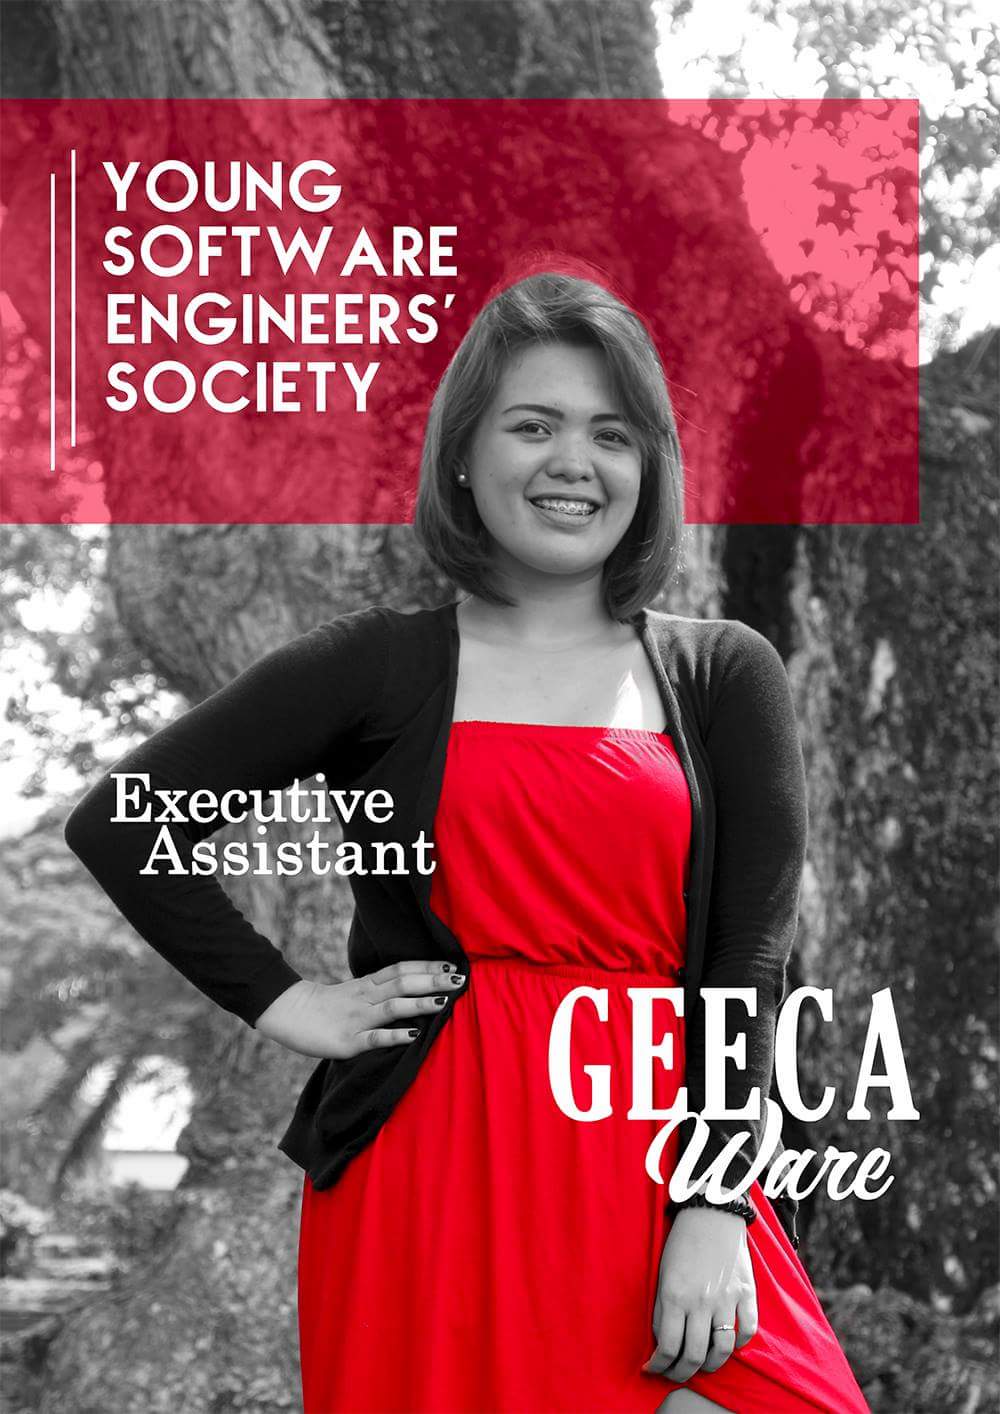 YOUNG
SOFTWARE
ENGINEERS'
SOCIETY
Executive
Assistant
GEECA
Ware